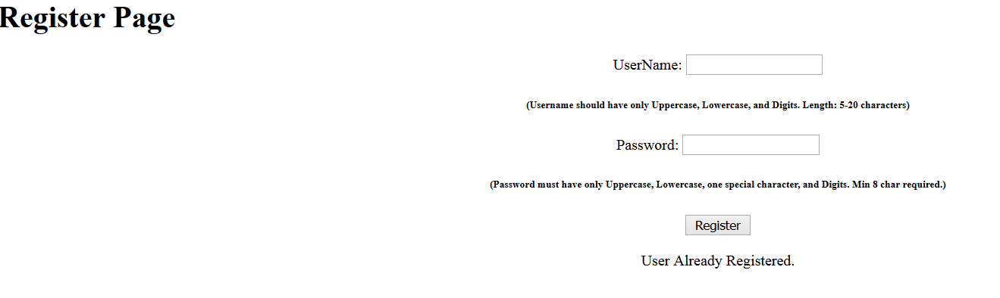 Register Page
UserName:
(Username should have only Uppercase, Lowercase, and Digits. Length: 5-20 characters)
Password:
(Password must have only Uppercase, Lowercase, one special character, and Digits. Min 8 char required.)
Register
User Already Registered.